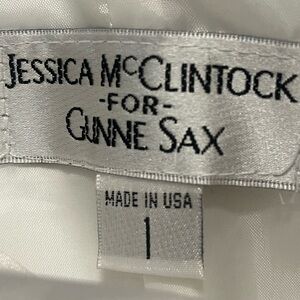 JESSICA MCCLINTOCK
-FOR-
GUNNE SAX
MADE IN USA
1